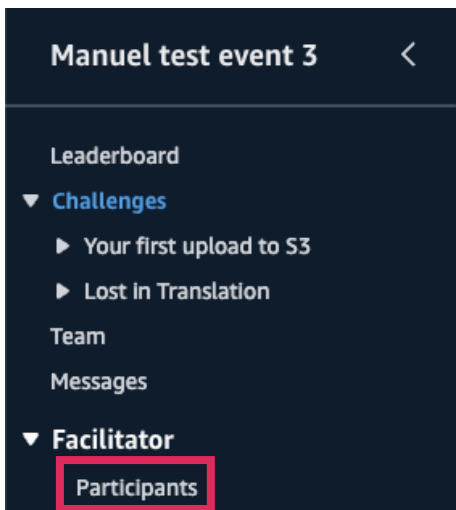 Manuel test event 3
Leaderboard
Challenges
Your first upload to S3
Lost in Translation
Team
Messages
Facilitator
Participants